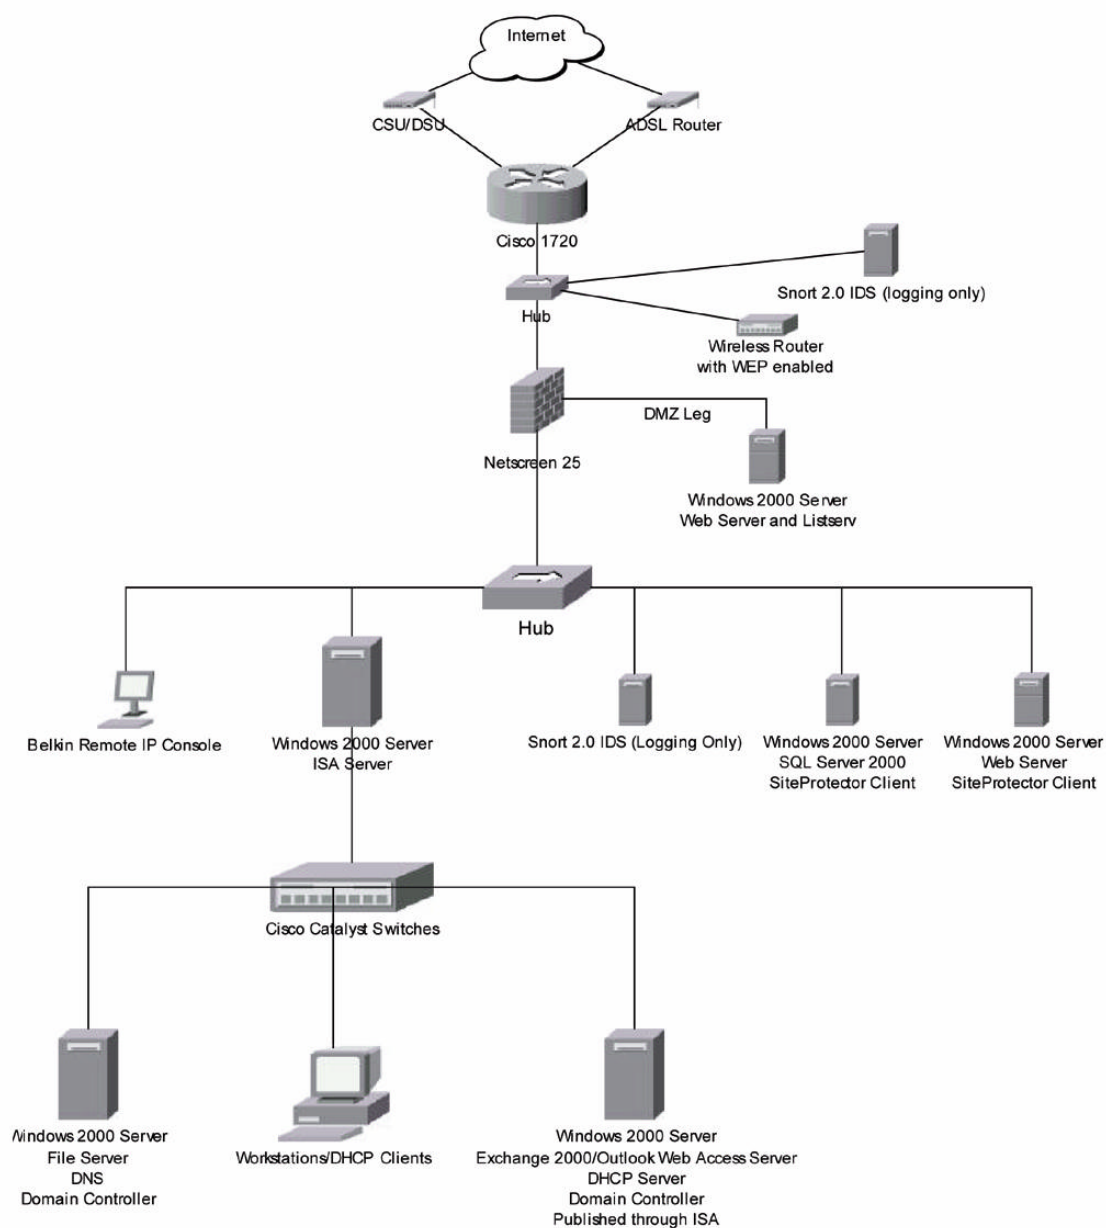 Internet
CSU/DSU
ADSL Router
Cisco 1720
Snort 2.0 IDS (logging only)
Hub
Wireless Router
with WEP enabled
DMZ Leg
Netscreen 25
Windows 2000 Server
Web Server and Listserv
Hub
Belkin Remote IP Console
Windows 2000 Server
ISA Server
Snort 2.0 IDS (Logging Only)
Windows 2000 Server
SQL Server 2000
SiteProtector Client
Windows 2000 Server
Web Server
SiteProtector Client
Cisco Catalyst Switches
Windows 2000 Server
File Server
DNS
Domain Controller
Workstations/DHCP Clients
Windows 2000 Server
Exchange 2000/Outlook Web Access Server
DHCP Server
Domain Controller
Published through ISA